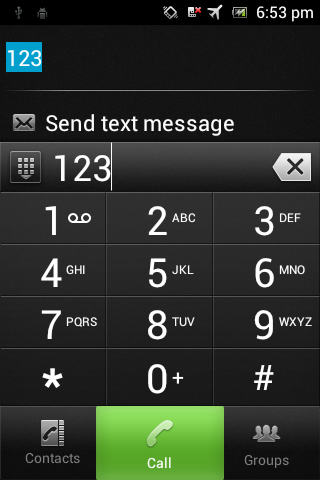 6:53 pm
123
Send text message
123
1 2 ABC 3 DEF
4 GHI 5 JKL 6 MNO
7 PQRS 8 TUV 9 WXYZ
* 0 + #
Contacts Call Groups